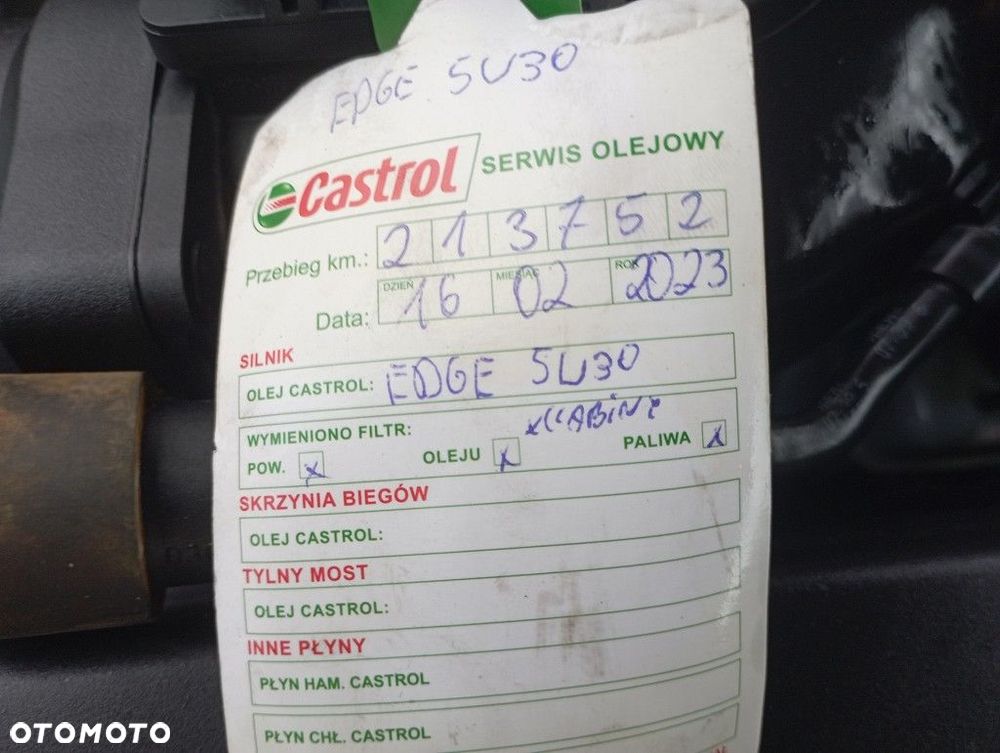 EDGE 5W30
Castrol SERWIS OLEJOWY
Przebieg km.: 213752
DZIEŃ MIESIĄC ROK
Data: 16 02 2023
SILNIK
OLEJ CASTROL: EDGE 5W30
WYMIENIONO FILTR: x KABINY
POW. x OLEJU x PALIWA x
SKRZYNIA BIEGÓW
OLEJ CASTROL:
TYLNY MOST
OLEJ CASTROL:
INNE PŁYNY
PŁYN HAM. CASTROL
PŁYN CHŁ. CASTROL
OTOMOTO